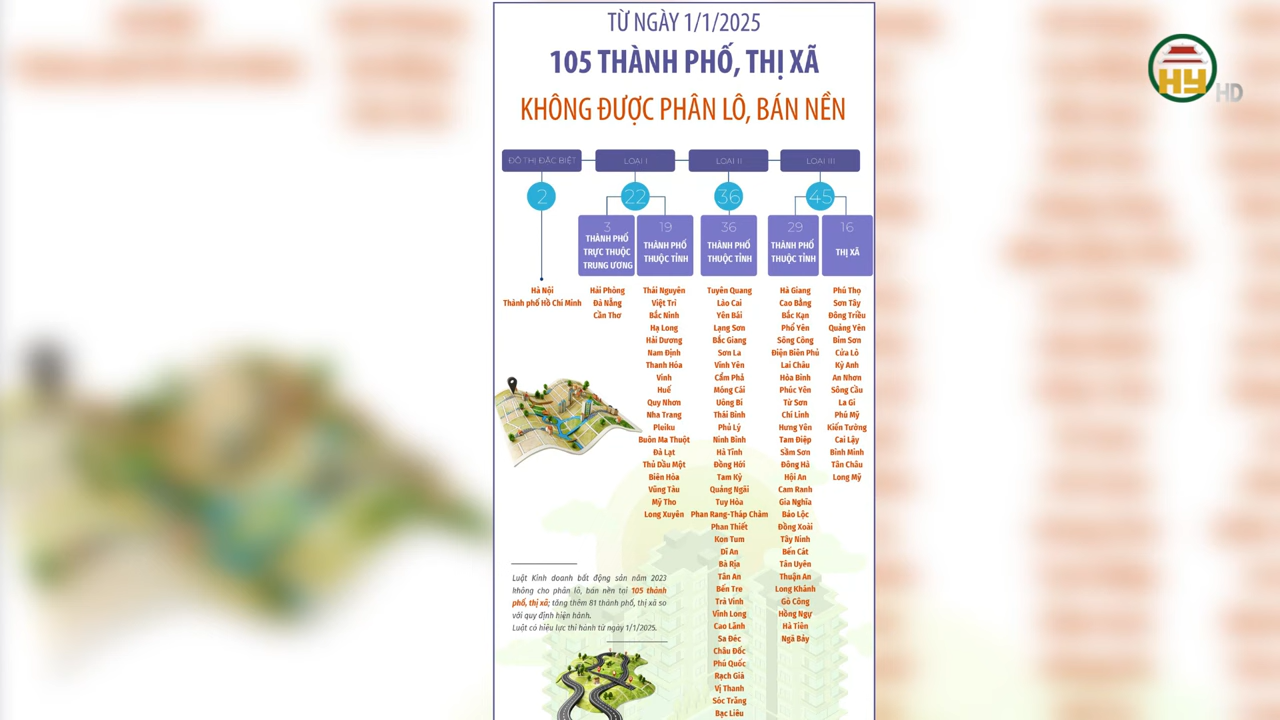 TỪ NGÀY 1/1/2025
105 THÀNH PHỐ, THỊ XÃ
KHÔNG ĐƯỢC PHÂN LÔ, BÁN NỀN
HY HD
ĐÔ THỊ ĐẶC BIỆT
2
Hà Nội
Thành phố Hồ Chí Minh
LOẠI I
22
3
THÀNH PHỐ
TRỰC THUỘC
TRUNG ƯƠNG
Hải Phòng
Đà Nẵng
Cần Thơ
19
THÀNH PHỐ
THUỘC TỈNH
Thái Nguyên
Việt Trì
Bắc Ninh
Hạ Long
Hải Dương
Nam Định
Thanh Hóa
Vinh
Huế
Quy Nhơn
Nha Trang
Pleiku
Buôn Ma Thuột
Đà Lạt
Thủ Dầu Một
Biên Hòa
Vũng Tàu
Mỹ Tho
Long Xuyên
LOẠI II
36
36
THÀNH PHỐ
THUỘC TỈNH
Tuyên Quang
Lào Cai
Yên Bái
Lạng Sơn
Bắc Giang
Sơn La
Vĩnh Yên
Cẩm Phả
Móng Cái
Uông Bí
Thái Bình
Phủ Lý
Ninh Bình
Hà Tĩnh
Đồng Hới
Tam Kỳ
Quảng Ngãi
Tuy Hòa
Phan Rang-Tháp Chàm
Phan Thiết
Kon Tum
Dĩ An
Bà Rịa
Tân An
Bến Tre
Trà Vinh
Vĩnh Long
Cao Lãnh
Sa Đéc
Châu Đốc
Phú Quốc
Rạch Giá
Vị Thanh
Sóc Trăng
Bạc Liêu
LOẠI III
45
29
THÀNH PHỐ
THUỘC TỈNH
Hà Giang
Cao Bằng
Bắc Kạn
Phổ Yên
Sông Công
Điện Biên Phủ
Lai Châu
Hòa Bình
Phúc Yên
Từ Sơn
Chí Linh
Hưng Yên
Tam Điệp
Sầm Sơn
Đông Hà
Hội An
Cam Ranh
Gia Nghĩa
Bảo Lộc
Đồng Xoài
Tây Ninh
Bến Cát
Tân Uyên
Thuận An
Long Khánh
Gò Công
Hồng Ngự
Hà Tiên
Ngã Bảy
16
THỊ XÃ
Phú Thọ
Sơn Tây
Đông Triều
Quảng Yên
Bỉm Sơn
Cửa Lò
Kỳ Anh
An Nhơn
Sông Cầu
La Gi
Phú Mỹ
Kiến Tường
Cai Lậy
Bình Minh
Tân Châu
Long Mỹ
Luật Kinh doanh bất động sản năm 2023
không cho phân lô, bán nền tại 105 thành
phố, thị xã; tăng thêm 81 thành phố, thị xã so
với quy định hiện hành.
Luật có hiệu lực thi hành từ ngày 1/1/2025.